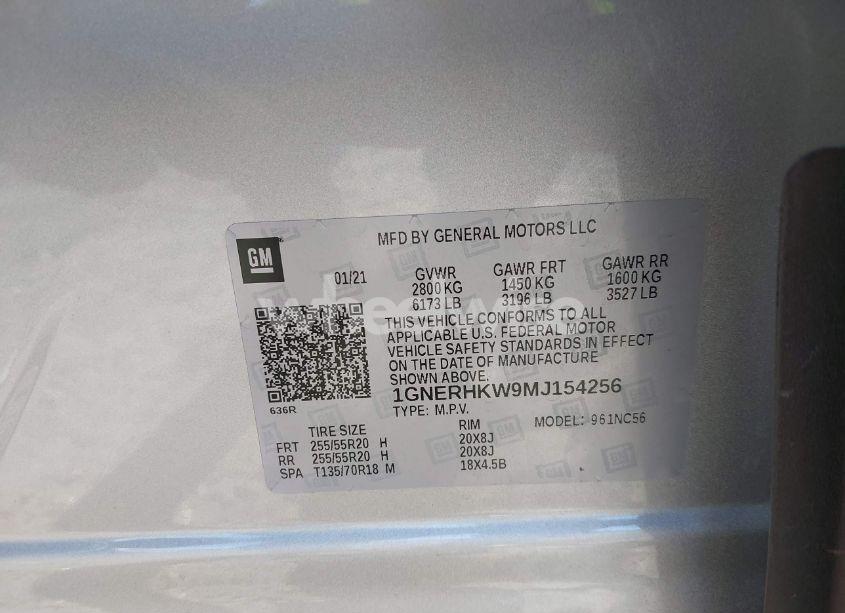 GM
MFD BY GENERAL MOTORS LLC
01/21
GVWR
2800 KG
6173 LB
GAWR FRT
1450 KG
3196 LB
GAWR RR
1600 KG
3527 LB
THIS VEHICLE CONFORMS TO ALL
APPLICABLE U.S. FEDERAL MOTOR
VEHICLE SAFETY STANDARDS IN EFFECT
ON THE DATE OF MANUFACTURE
SHOWN ABOVE.
1GNERHKW9MJ154256
TYPE: M.P.V.
MODEL: 961NC56
636R
TIRE SIZE RIM
FRT 255/55R20 H 20X8J
RR 255/55R20 H 20X8J
SPA T135/70R18 M 18X4.5B